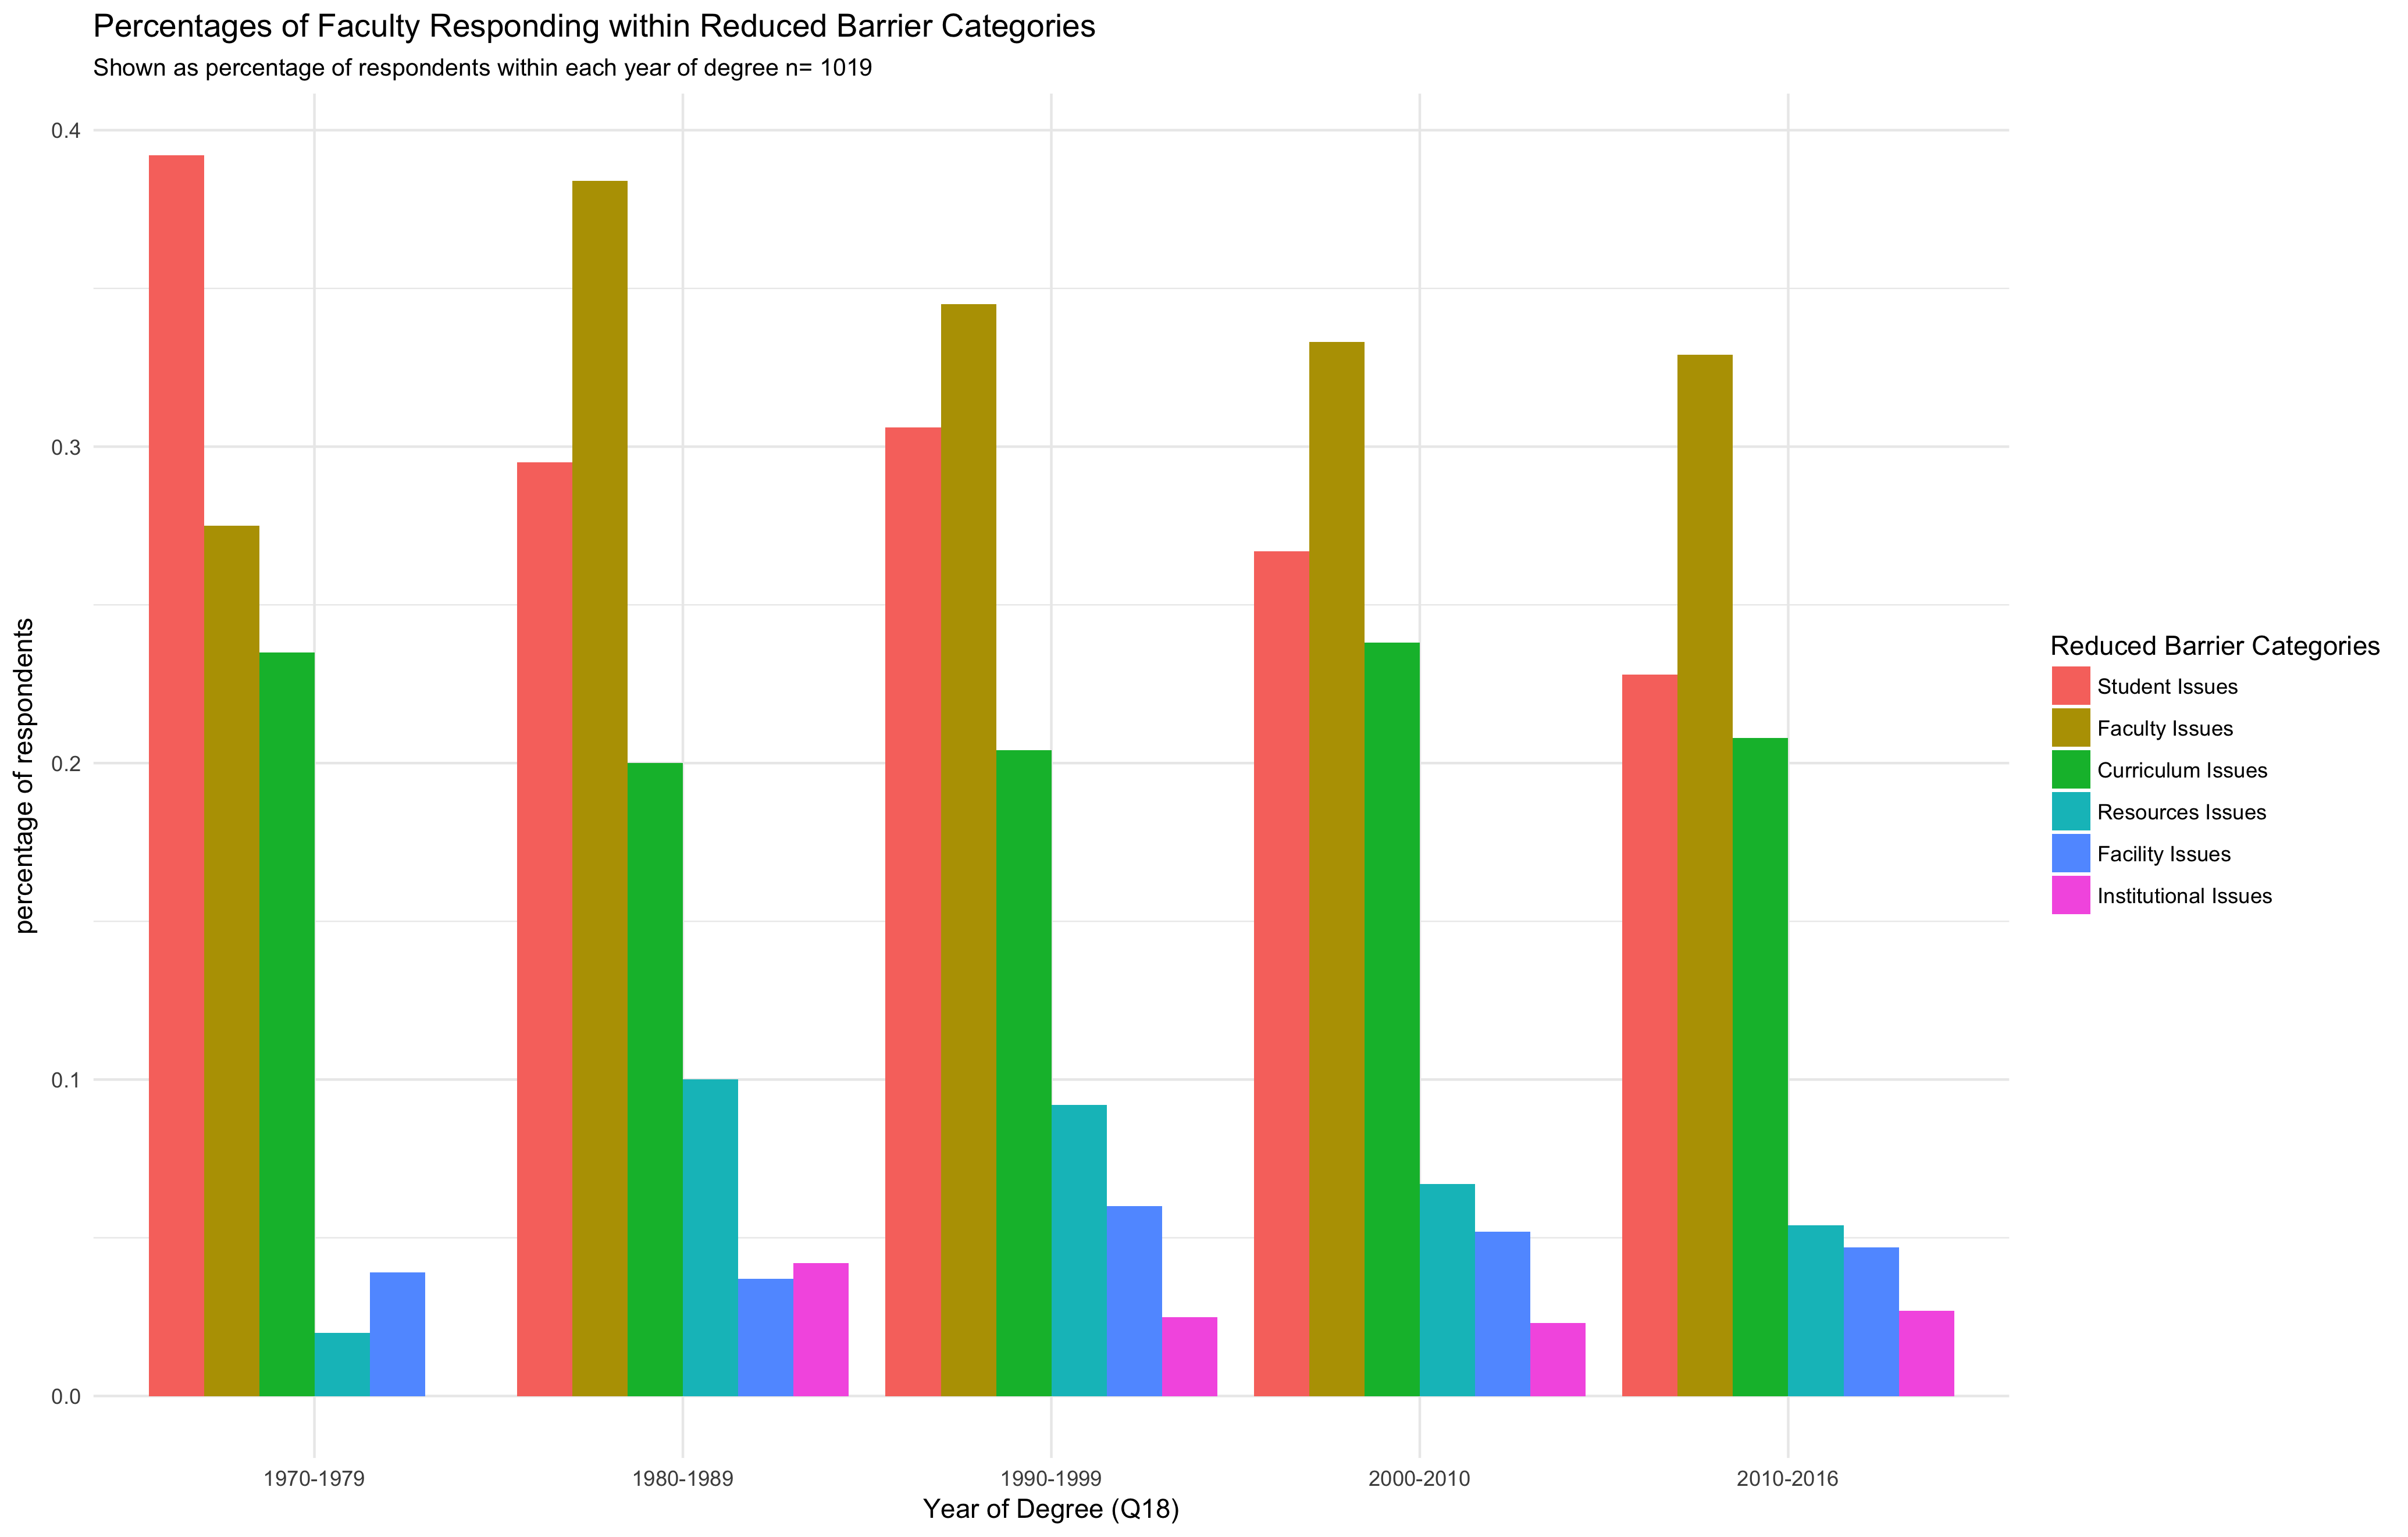 Percentages of Faculty Responding within Reduced Barrier Categories
Shown as percentage of respondents within each year of degree n= 1019
0.4
0.3
0.2
0.1
0.0
percentage of respondents
1970-1979
1980-1989
1990-1999
2000-2010
2010-2016
Year of Degree (Q18)
Reduced Barrier Categories
Student Issues
Faculty Issues
Curriculum Issues
Resources Issues
Facility Issues
Institutional Issues